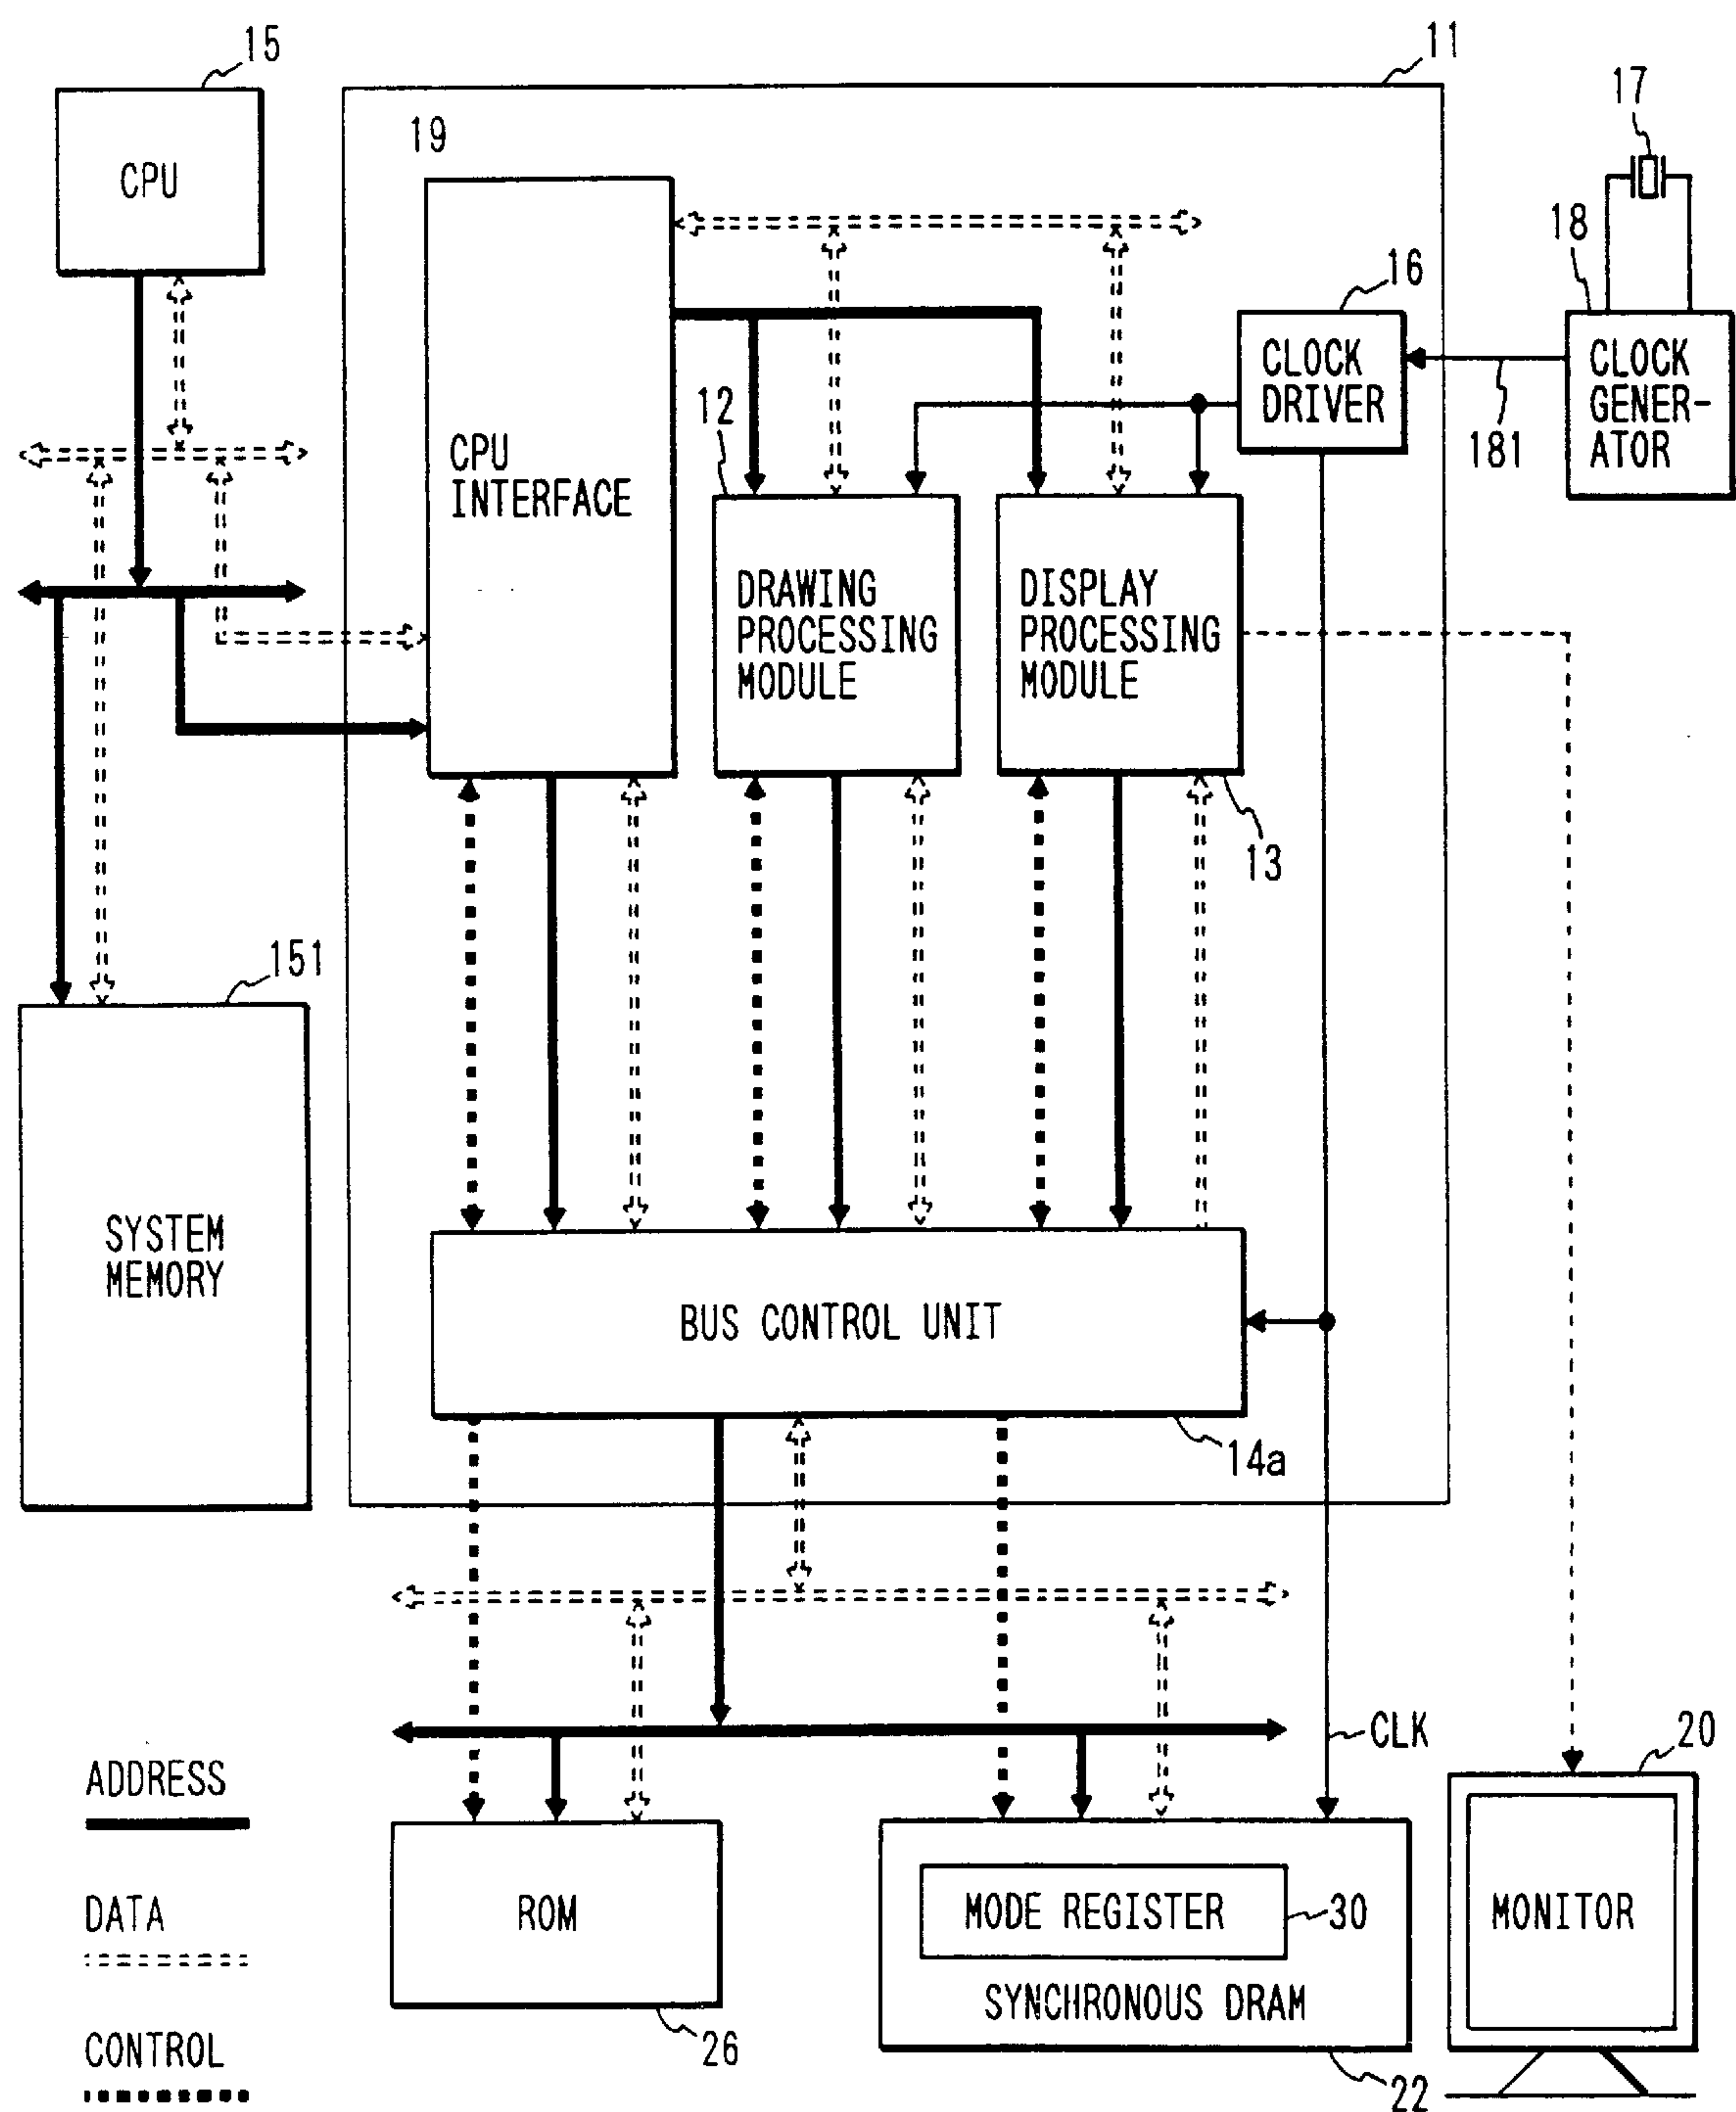 15
11
17
19
CPU
18
16
CLOCK
DRIVER
CLOCK
GENER-
ATOR
12
181
CPU
INTERFACE
DRAWING
PROCESSING
MODULE
DISPLAY
PROCESSING
MODULE
13
151
SYSTEM
MEMORY
BUS CONTROL UNIT
14a
CLK
20
ADDRESS
DATA
CONTROL
ROM
26
MODE REGISTER
30
SYNCHRONOUS DRAM
22
MONITOR